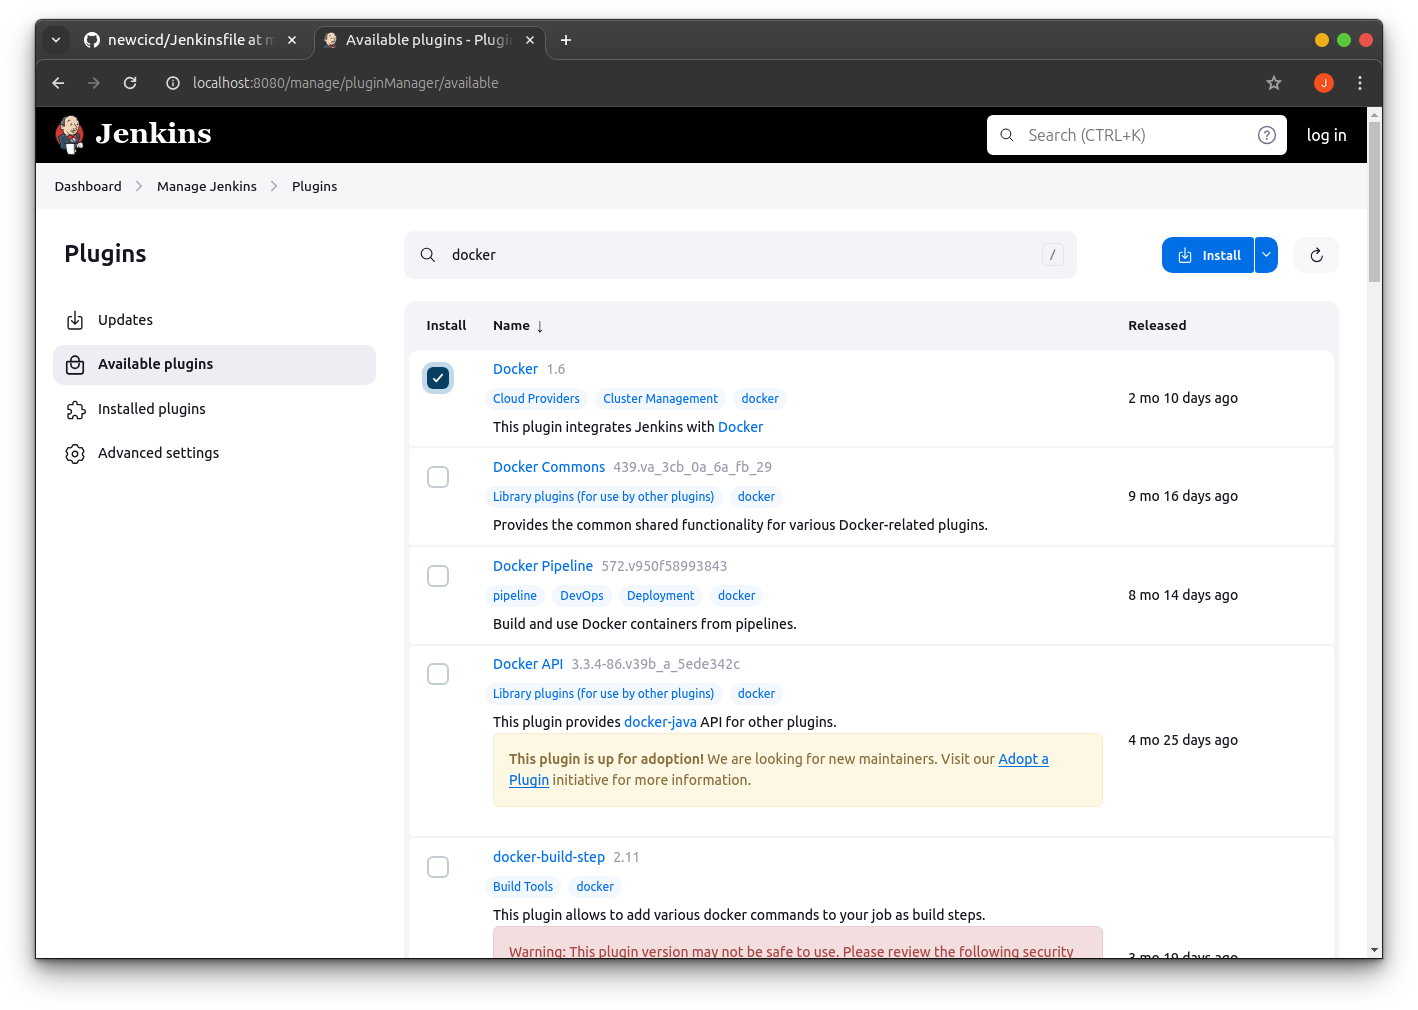 newcicd/Jenkinsfile at m
Available plugins - Plugi
localhost:8080/manage/pluginManager/available
J
Jenkins
Search (CTRL+K)
?
log in
Dashboard
Manage Jenkins
Plugins
Plugins
docker
/
Install
Updates
Available plugins
Installed plugins
Advanced settings
Install Name ↓ Released
Docker 1.6
Cloud Providers Cluster Management docker
This plugin integrates Jenkins with Docker
2 mo 10 days ago
Docker Commons 439.va_3cb_0a_6a_fb_29
Library plugins (for use by other plugins) docker
Provides the common shared functionality for various Docker-related plugins.
9 mo 16 days ago
Docker Pipeline 572.v950f58993843
pipeline DevOps Deployment docker
Build and use Docker containers from pipelines.
8 mo 14 days ago
Docker API 3.3.4-86.v39b_a_5ede342c
Library plugins (for use by other plugins) docker
This plugin provides docker-java API for other plugins.
This plugin is up for adoption! We are looking for new maintainers. Visit our Adopt a
Plugin initiative for more information.
4 mo 25 days ago
docker-build-step 2.11
Build Tools docker
This plugin allows to add various docker commands to your job as build steps.
Warning: This plugin version may not be safe to use. Please review the following security
3 mo 19 days ago